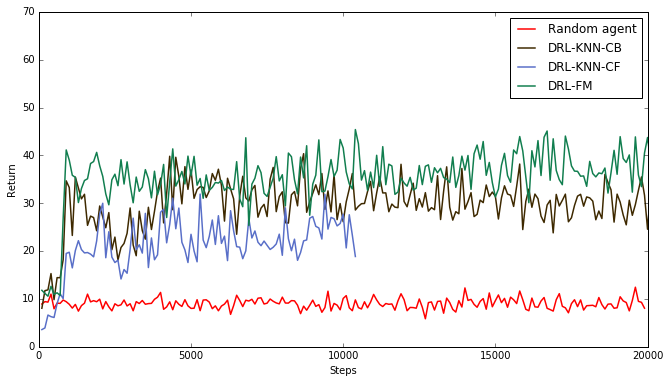 70
60
50
40
30
20
10
0
Return
0
5000
10000
15000
20000
Steps
Random agent
DRL-KNN-CB
DRL-KNN-CF
DRL-FM